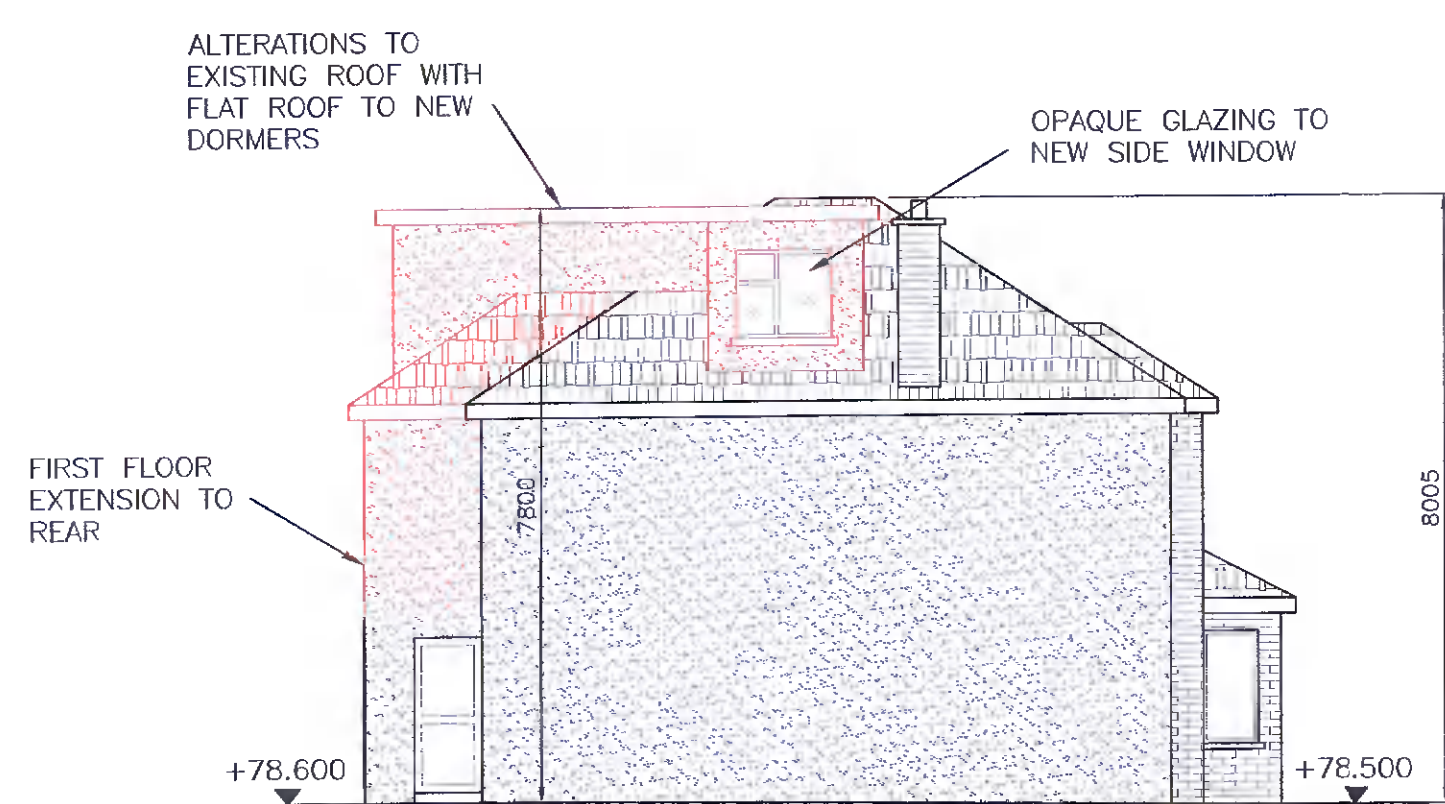 ALTERATIONS TO
EXISTING ROOF WITH
FLAT ROOF TO NEW
DORMERS
OPAQUE GLAZING TO
NEW SIDE WINDOW
FIRST FLOOR
EXTENSION TO
REAR
7800
8005
+78.600
+78.500